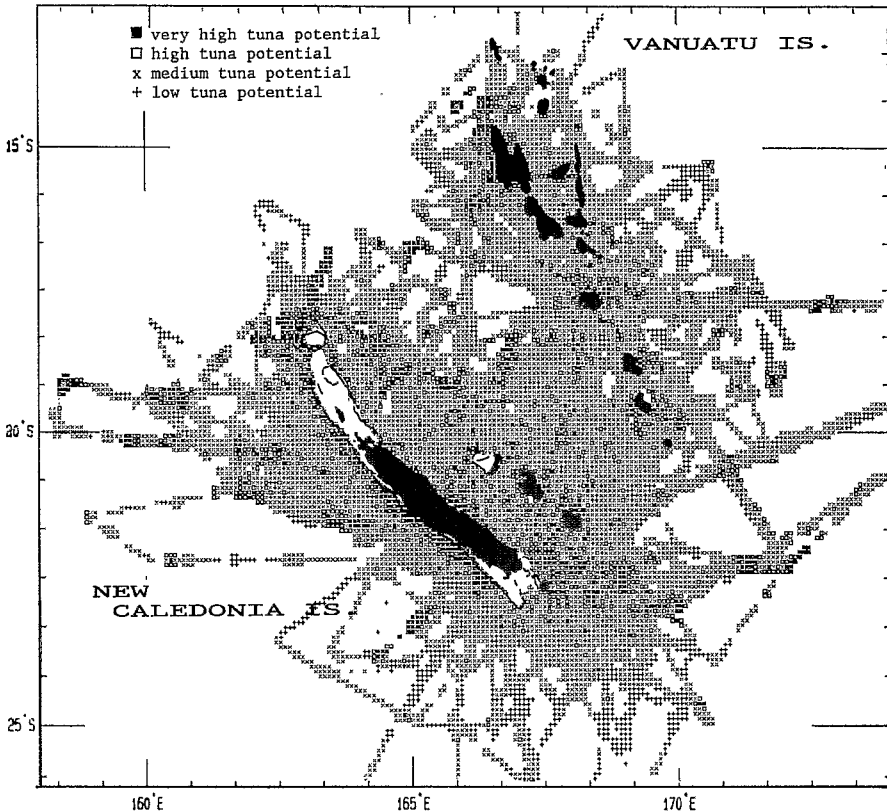 ■ very high tuna potential
□ high tuna potential
x medium tuna potential
+ low tuna potential
VANUATU IS.
15°S
20°S
NEW
CALEDONIA IS.
25°S
160°E
165°E
170°E